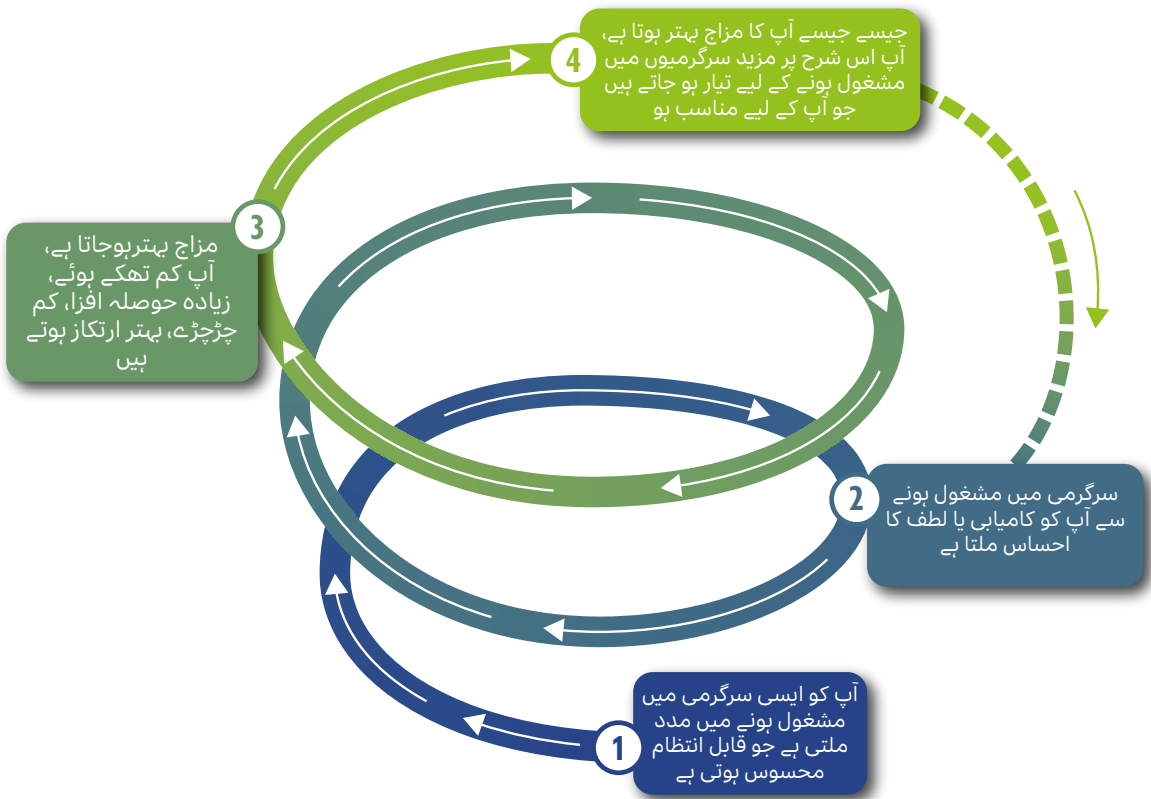 4
جیسے جیسے آپ کا مزاج بہتر ہوتا ہے،
آپ اس شرح پر مزید سرگرمیوں میں
مشغول ہونے کے لیے تیار ہو جاتے ہیں
جو آپ کے لیے مناسب ہو
3
مزاج بہترہوجاتا ہے،
آپ کم تھکے ہوئے،
زیادہ حوصلہ افزا، کم
چڑچڑے، بہتر ارتکاز ہوتے
ہیں
2
سرگرمی میں مشغول ہونے
سے آپ کو کامیابی یا لطف کا
احساس ملتا ہے
1
آپ کو ایسی سرگرمی میں
مشغول ہونے میں مدد
ملتی ہے جو قابل انتظام
محسوس ہوتی ہے